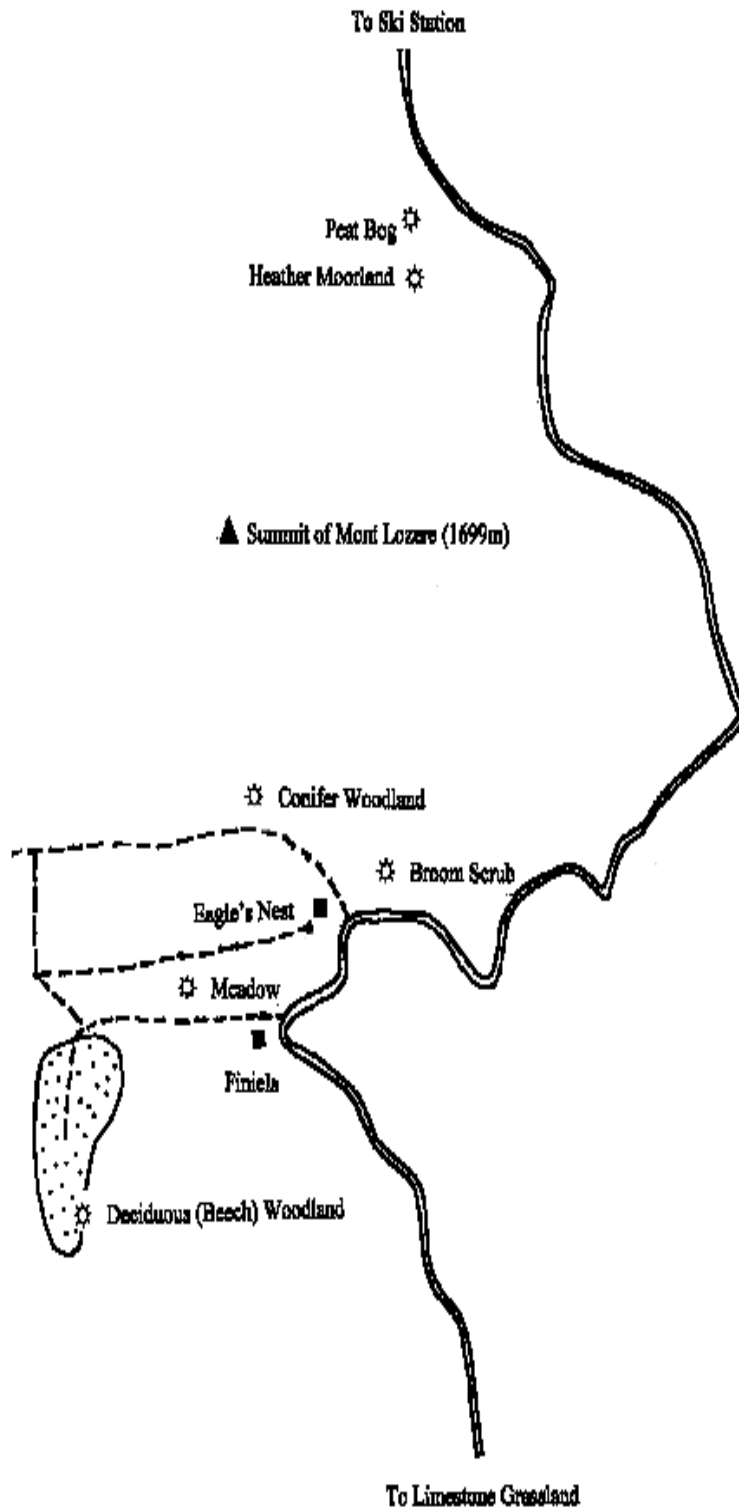 To Ski Station
Peat Bog
Heather Moorland
Summit of Mont Lozere (1699m)
Conifer Woodland
Broom Scrub
Eagle's Nest
Meadow
Finiels
Deciduous (Beech) Woodland
To Limestone Grassland